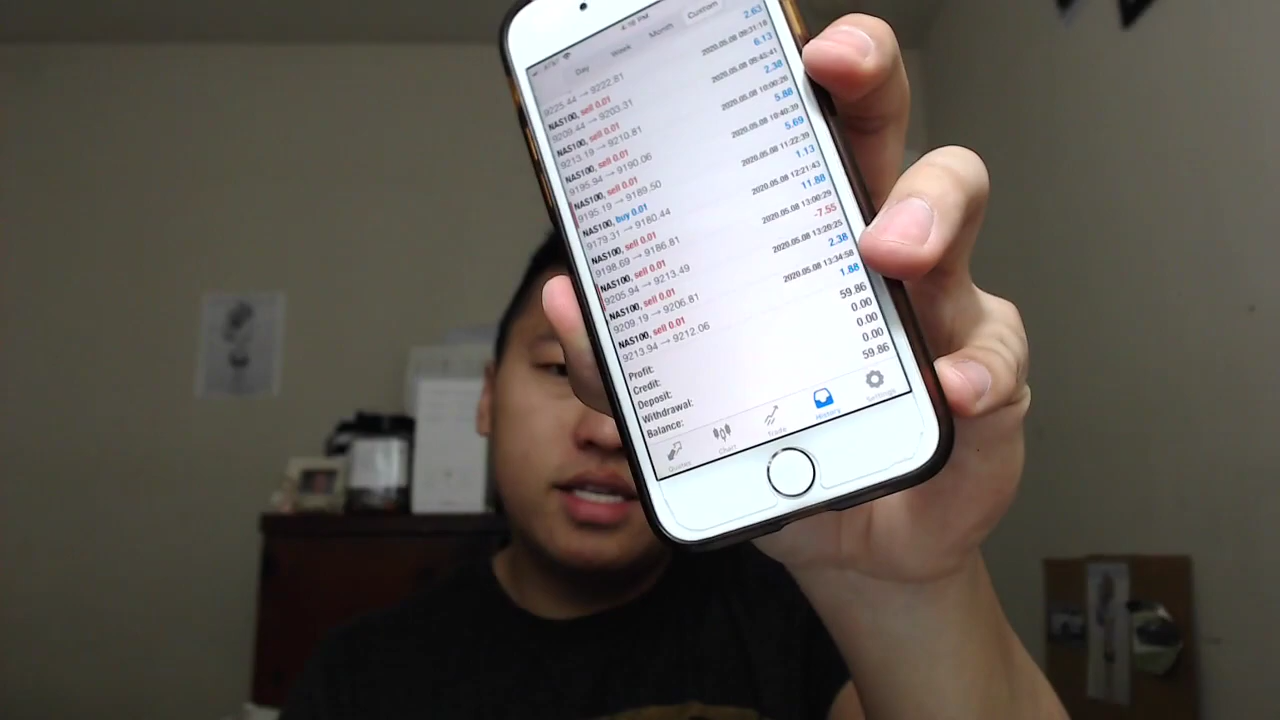 AT&T 4:16 PM
Day Week Month Custom
2.63
9225.44 → 9222.81
2020.05.08 09:31:18
NAS100, sell 0.01 6.13
9209.44 → 9203.31
2020.05.08 09:45:41
NAS100, sell 0.01 2.38
9213.19 → 9210.81
2020.05.08 10:00:26
NAS100, sell 0.01 5.88
9195.94 → 9190.06
2020.05.08 10:40:39
NAS100, sell 0.01 5.69
9195.19 → 9189.50
2020.05.08 11:22:39
NAS100, buy 0.01 1.13
9179.31 → 9180.44
2020.05.08 12:21:43
NAS100, sell 0.01 11.88
9198.69 → 9186.81
2020.05.08 13:00:29
NAS100, sell 0.01 -7.55
9205.94 → 9213.49
2020.05.08 13:20:25
NAS100, sell 0.01 2.38
9209.19 → 9206.81
2020.05.08 13:34:58
NAS100, sell 0.01 1.88
9213.94 → 9212.06
Profit: 59.86
Credit: 0.00
Deposit: 0.00
Withdrawal: 0.00
Balance: 59.86
Quotes Chart Trade History Settings